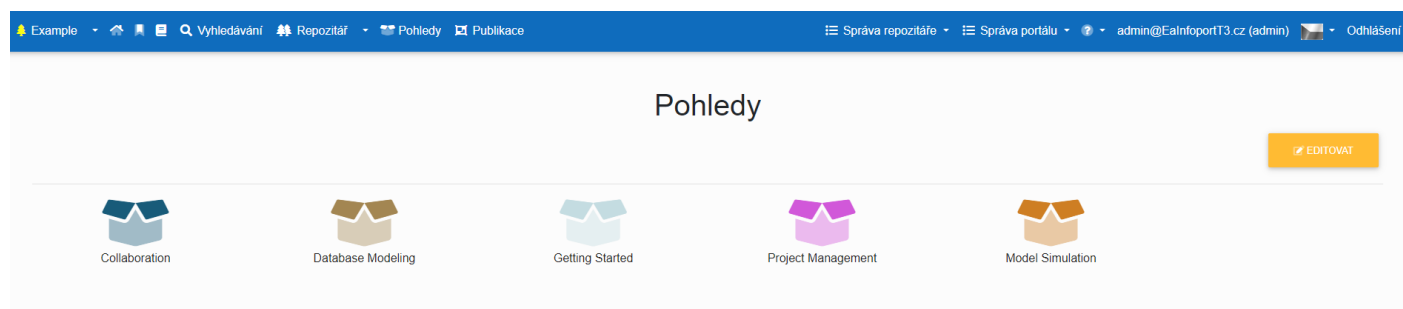 Example Vyhledávání Repozitář Pohledy Publikace Správa repozitáře Správa portálu admin@EaInfoportT3.cz (admin) Odhlášení
Pohledy
EDITOVAT
Collaboration Database Modeling Getting Started Project Management Model Simulation